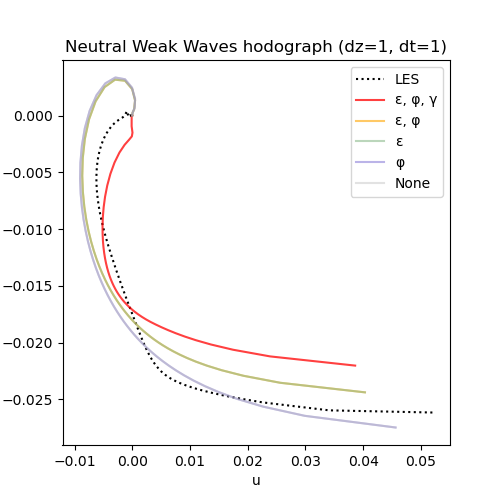 Neutral Weak Waves hodograph (dz=1, dt=1)
LES
ε, φ, γ
ε, φ
ε
φ
None
0.000
−0.005
−0.010
−0.015
−0.020
−0.025
−0.01 0.00 0.01 0.02 0.03 0.04 0.05
u